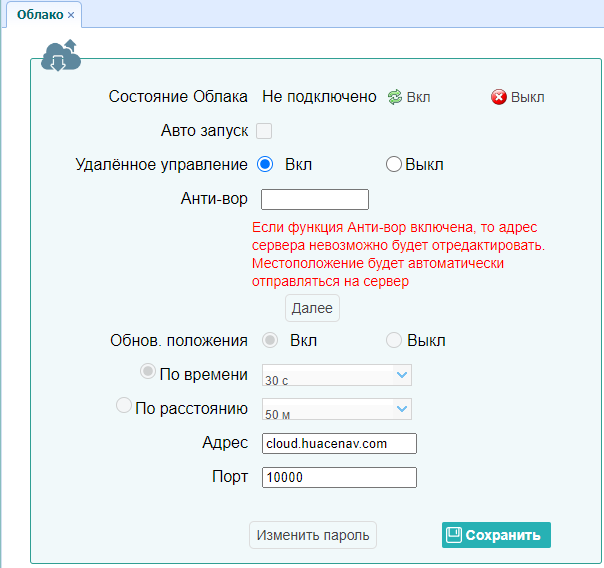 Облако ×
Состояние Облака Не подключено Вкл Выкл
Авто запуск
Удалённое управление Вкл Выкл
Анти-вор
Если функция Анти-вор включена, то адрес
сервера невозможно будет отредактировать.
Местоположение будет автоматически
отправляться на сервер
Далее
Обнов. положения Вкл Выкл
По времени 30 с
По расстоянию 50 м
Адрес cloud.huacenav.com
Порт 10000
Изменить пароль Сохранить